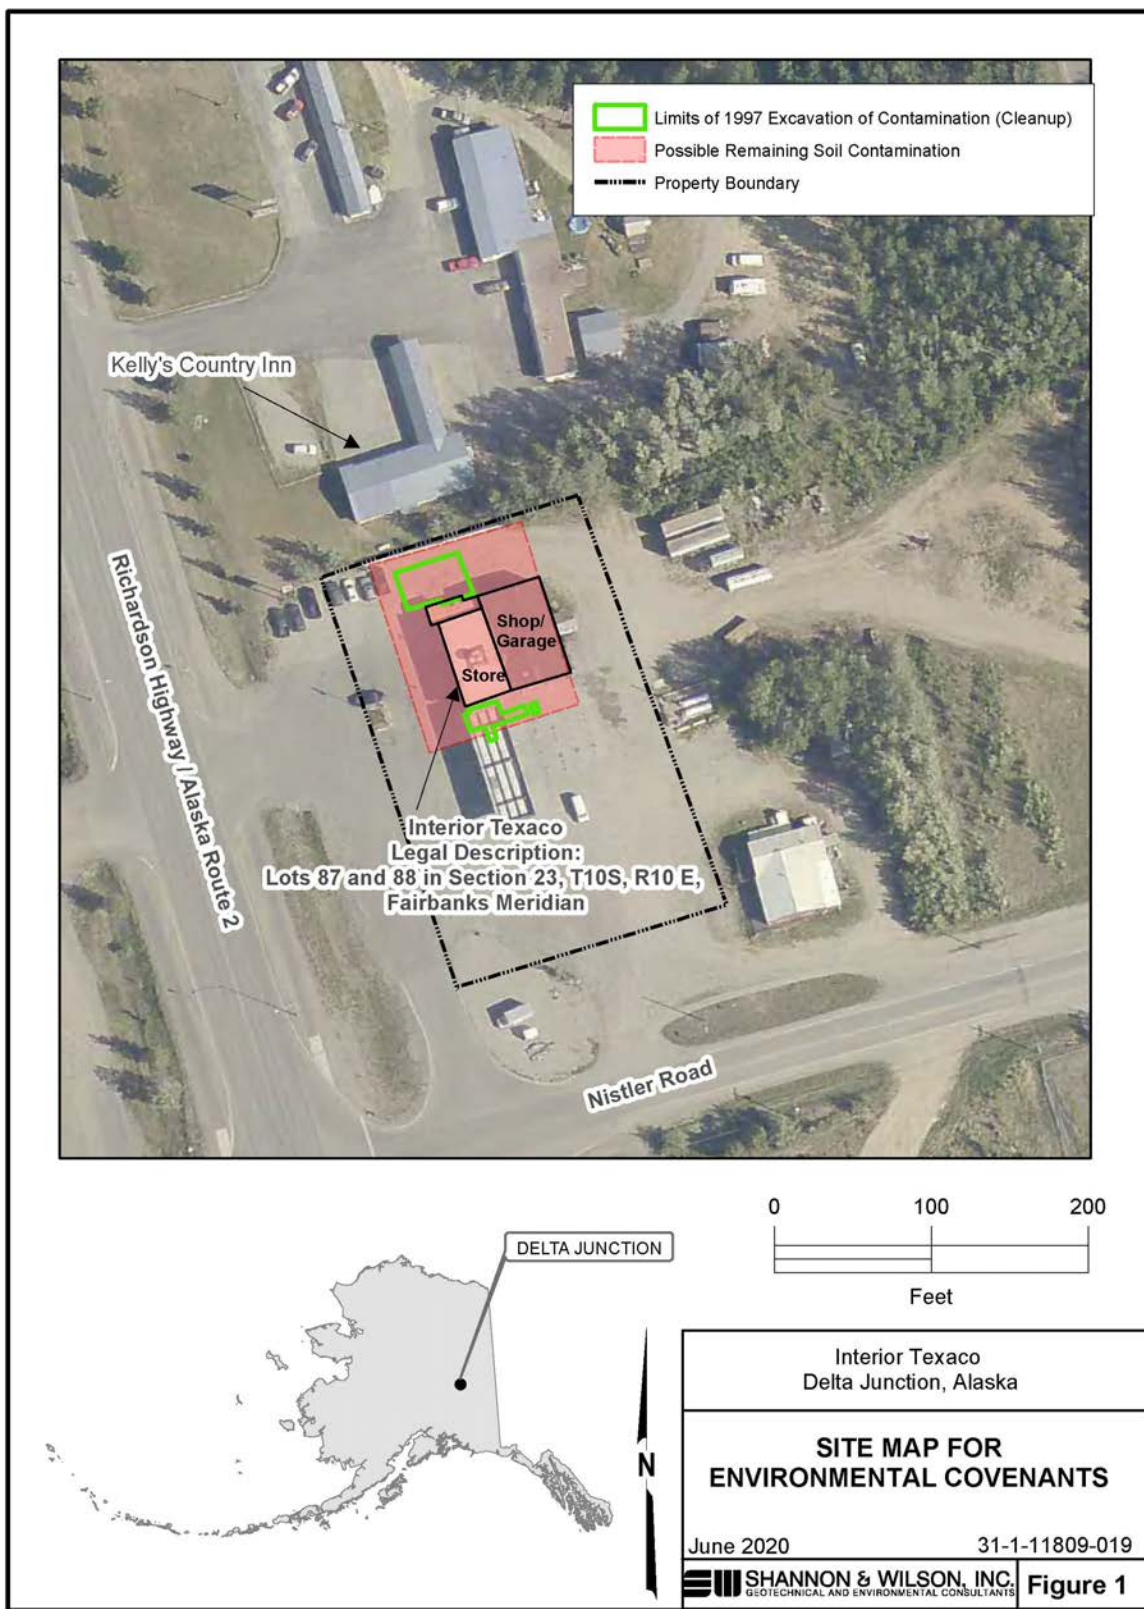 Limits of 1997 Excavation of Contamination (Cleanup)
Possible Remaining Soil Contamination
Property Boundary
Kelly's Country Inn
Richardson Highway / Alaska Route 2
Shop/
Garage
Store
Interior Texaco
Legal Description:
Lots 87 and 88 in Section 23, T10S, R10 E,
Fairbanks Meridian
Nistler Road
DELTA JUNCTION
0 100 200
Feet
N
Interior Texaco
Delta Junction, Alaska
SITE MAP FOR
ENVIRONMENTAL COVENANTS
June 2020 31-1-11809-019
SHANNON & WILSON, INC.
GEOTECHNICAL AND ENVIRONMENTAL CONSULTANTS
Figure 1